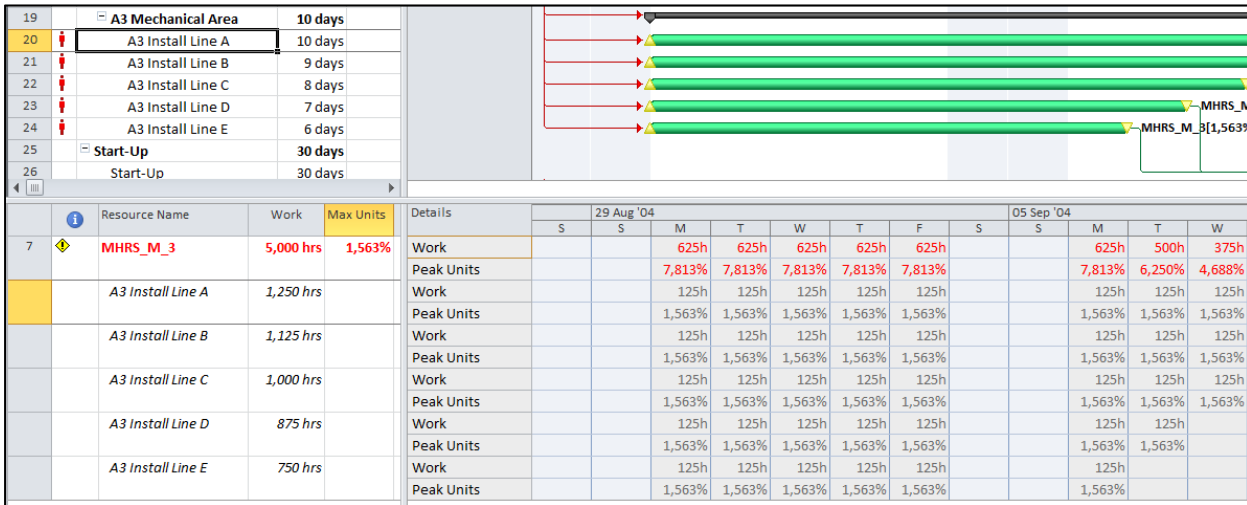 19 A3 Mechanical Area 10 days
20 A3 Install Line A 10 days
21 A3 Install Line B 9 days
22 A3 Install Line C 8 days
23 A3 Install Line D 7 days MHRS_M
24 A3 Install Line E 6 days MHRS_M_3[1,563%
25 Start-Up 30 days
26 Start-Up 30 days
Resource Name Work Max Units Details 29 Aug '04 05 Sep '04
S S M T W T F S S M T W
7 MHRS_M_3 5,000 hrs 1,563% Work 625h 625h 625h 625h 625h 625h 500h 375h
Peak Units 7,813% 7,813% 7,813% 7,813% 7,813% 7,813% 6,250% 4,688%
A3 Install Line A 1,250 hrs Work 125h 125h 125h 125h 125h 125h 125h 125h
Peak Units 1,563% 1,563% 1,563% 1,563% 1,563% 1,563% 1,563% 1,563%
A3 Install Line B 1,125 hrs Work 125h 125h 125h 125h 125h 125h 125h 125h
Peak Units 1,563% 1,563% 1,563% 1,563% 1,563% 1,563% 1,563% 1,563%
A3 Install Line C 1,000 hrs Work 125h 125h 125h 125h 125h 125h 125h 125h
Peak Units 1,563% 1,563% 1,563% 1,563% 1,563% 1,563% 1,563% 1,563%
A3 Install Line D 875 hrs Work 125h 125h 125h 125h 125h 125h 125h
Peak Units 1,563% 1,563% 1,563% 1,563% 1,563% 1,563% 1,563%
A3 Install Line E 750 hrs Work 125h 125h 125h 125h 125h 125h
Peak Units 1,563% 1,563% 1,563% 1,563% 1,563% 1,563%